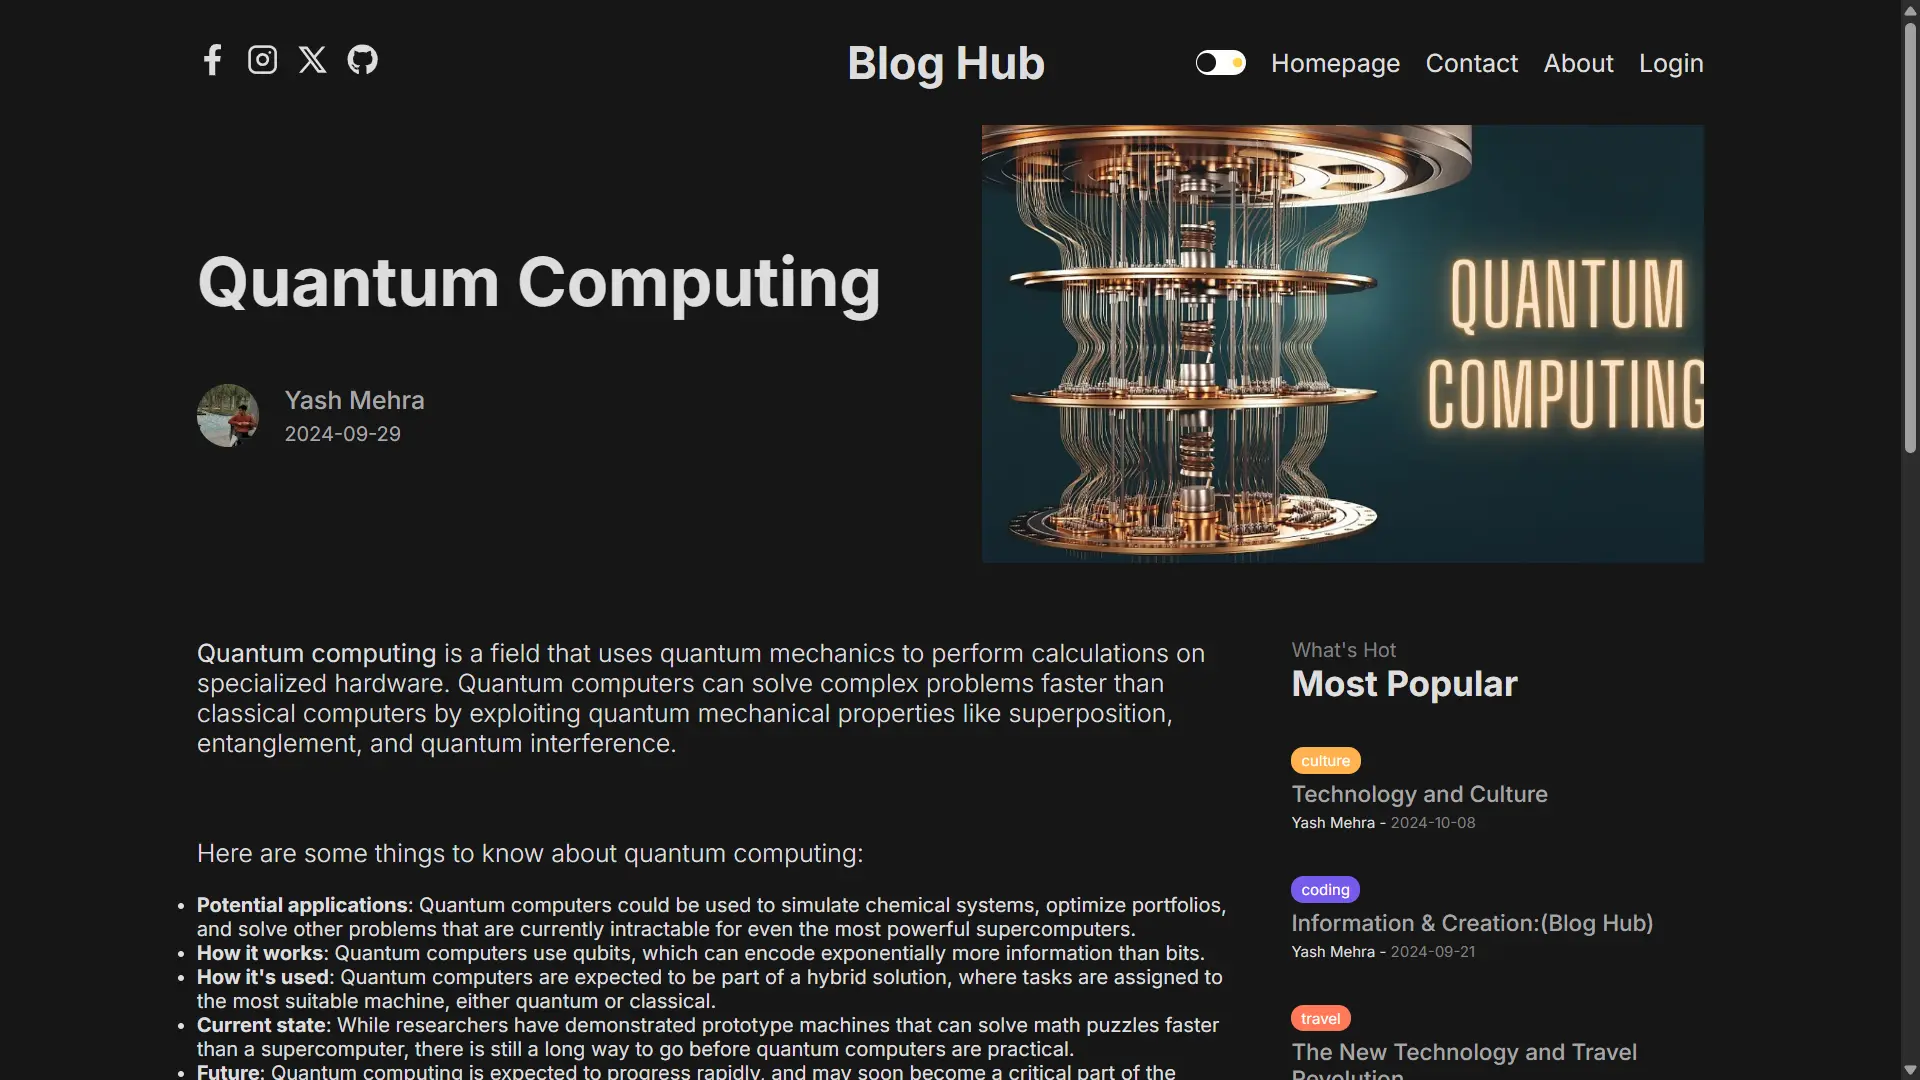 Blog Hub
Homepage
Contact
About
Login
Quantum Computing
Yash Mehra
2024-09-29
QUANTUM
COMPUTING
Quantum computing is a field that uses quantum mechanics to perform calculations on
specialized hardware. Quantum computers can solve complex problems faster than
classical computers by exploiting quantum mechanical properties like superposition,
entanglement, and quantum interference.
Here are some things to know about quantum computing:
• Potential applications: Quantum computers could be used to simulate chemical systems, optimize portfolios,
and solve other problems that are currently intractable for even the most powerful supercomputers.
• How it works: Quantum computers use qubits, which can encode exponentially more information than bits.
• How it's used: Quantum computers are expected to be part of a hybrid solution, where tasks are assigned to
the most suitable machine, either quantum or classical.
• Current state: While researchers have demonstrated prototype machines that can solve math puzzles faster
than a supercomputer, there is still a long way to go before quantum computers are practical.
• Future: Quantum computing is expected to progress rapidly, and may soon become a critical part of the
What's Hot
Most Popular
culture
Technology and Culture
Yash Mehra - 2024-10-08
coding
Information & Creation:(Blog Hub)
Yash Mehra - 2024-09-21
travel
The New Technology and Travel
Revolution